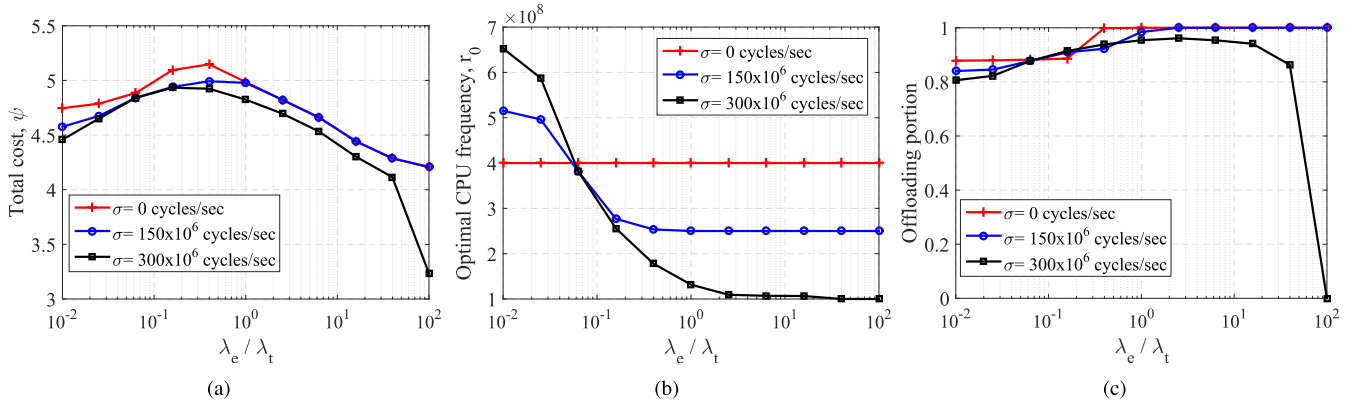 5.5
5
4.5
4
3.5
3
Total cost, ψ
σ= 0 cycles/sec
σ= 150x10⁶ cycles/sec
σ= 300x10⁶ cycles/sec
10⁻² 10⁻¹ 10⁰ 10¹ 10²
λₑ / λₜ
(a)
×10⁸
7
6
5
4
3
2
1
Optimal CPU frequency, r₀
σ= 0 cycles/sec
σ= 150x10⁶ cycles/sec
σ= 300x10⁶ cycles/sec
10⁻² 10⁻¹ 10⁰ 10¹ 10²
λₑ / λₜ
(b)
1
0.8
0.6
0.4
0.2
0
Offloading portion
σ= 0 cycles/sec
σ= 150x10⁶ cycles/sec
σ= 300x10⁶ cycles/sec
10⁻² 10⁻¹ 10⁰ 10¹ 10²
λₑ / λₜ
(c)